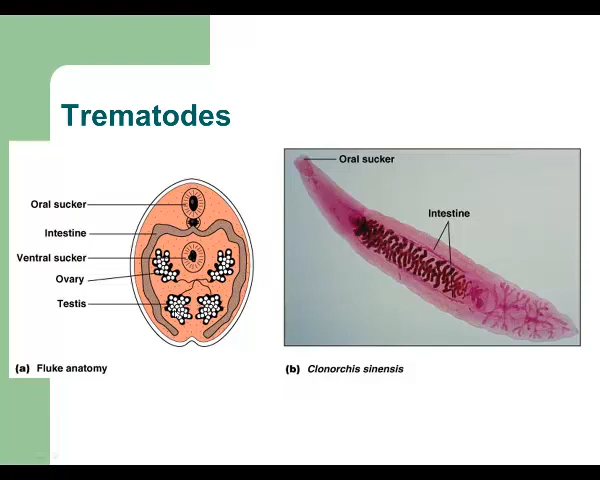 Trematodes
Oral sucker
Intestine
Ventral sucker
Ovary
Testis
(a) Fluke anatomy
Oral sucker
Intestine
(b) Clonorchis sinensis